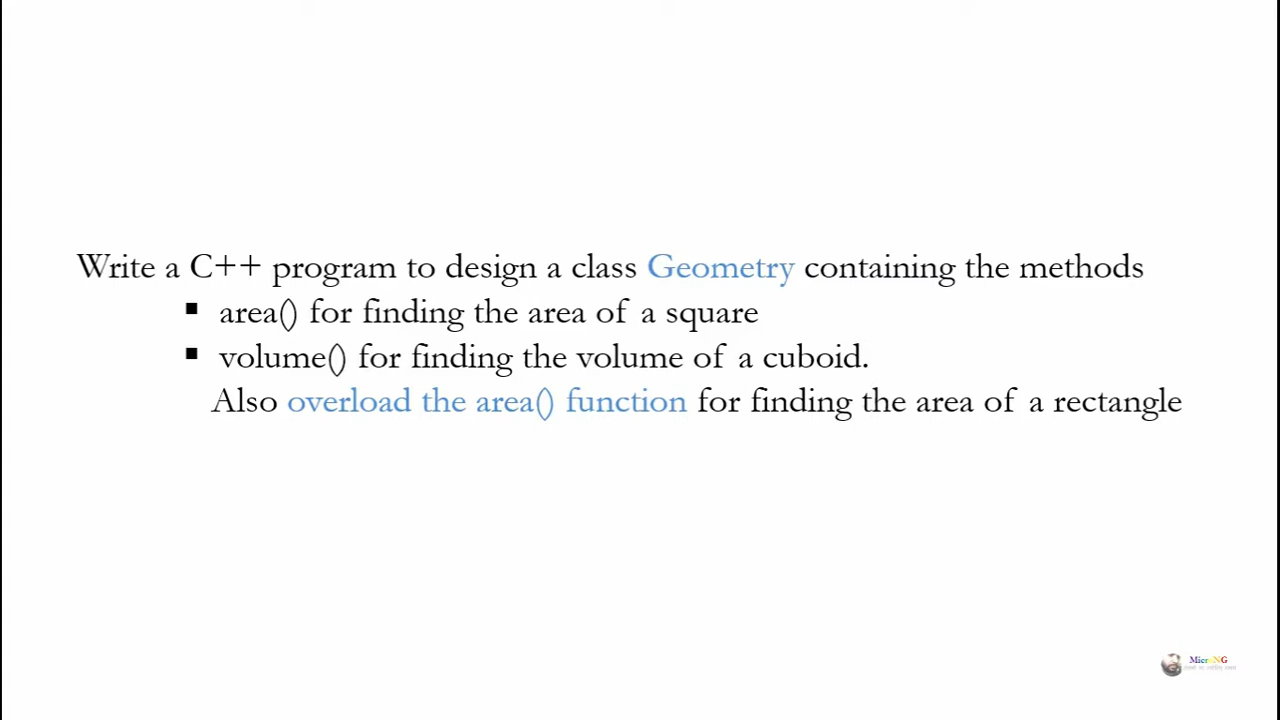 Write a C++ program to design a class Geometry containing the methods
▪ area() for finding the area of a square
▪ volume() for finding the volume of a cuboid.
Also overload the area() function for finding the area of a rectangle
MicroNG